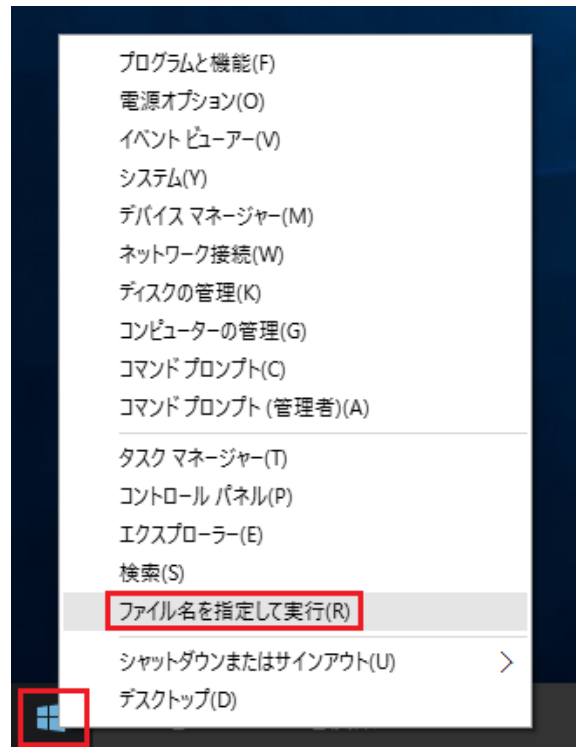 プログラムと機能(F)
電源オプション(O)
イベント ビューアー(V)
システム(Y)
デバイス マネージャー(M)
ネットワーク接続(W)
ディスクの管理(K)
コンピューターの管理(G)
コマンド プロンプト(C)
コマンド プロンプト (管理者)(A)
タスク マネージャー(T)
コントロール パネル(P)
エクスプローラー(E)
検索(S)
ファイル名を指定して実行(R)
シャットダウンまたはサインアウト(U)
デスクトップ(D)